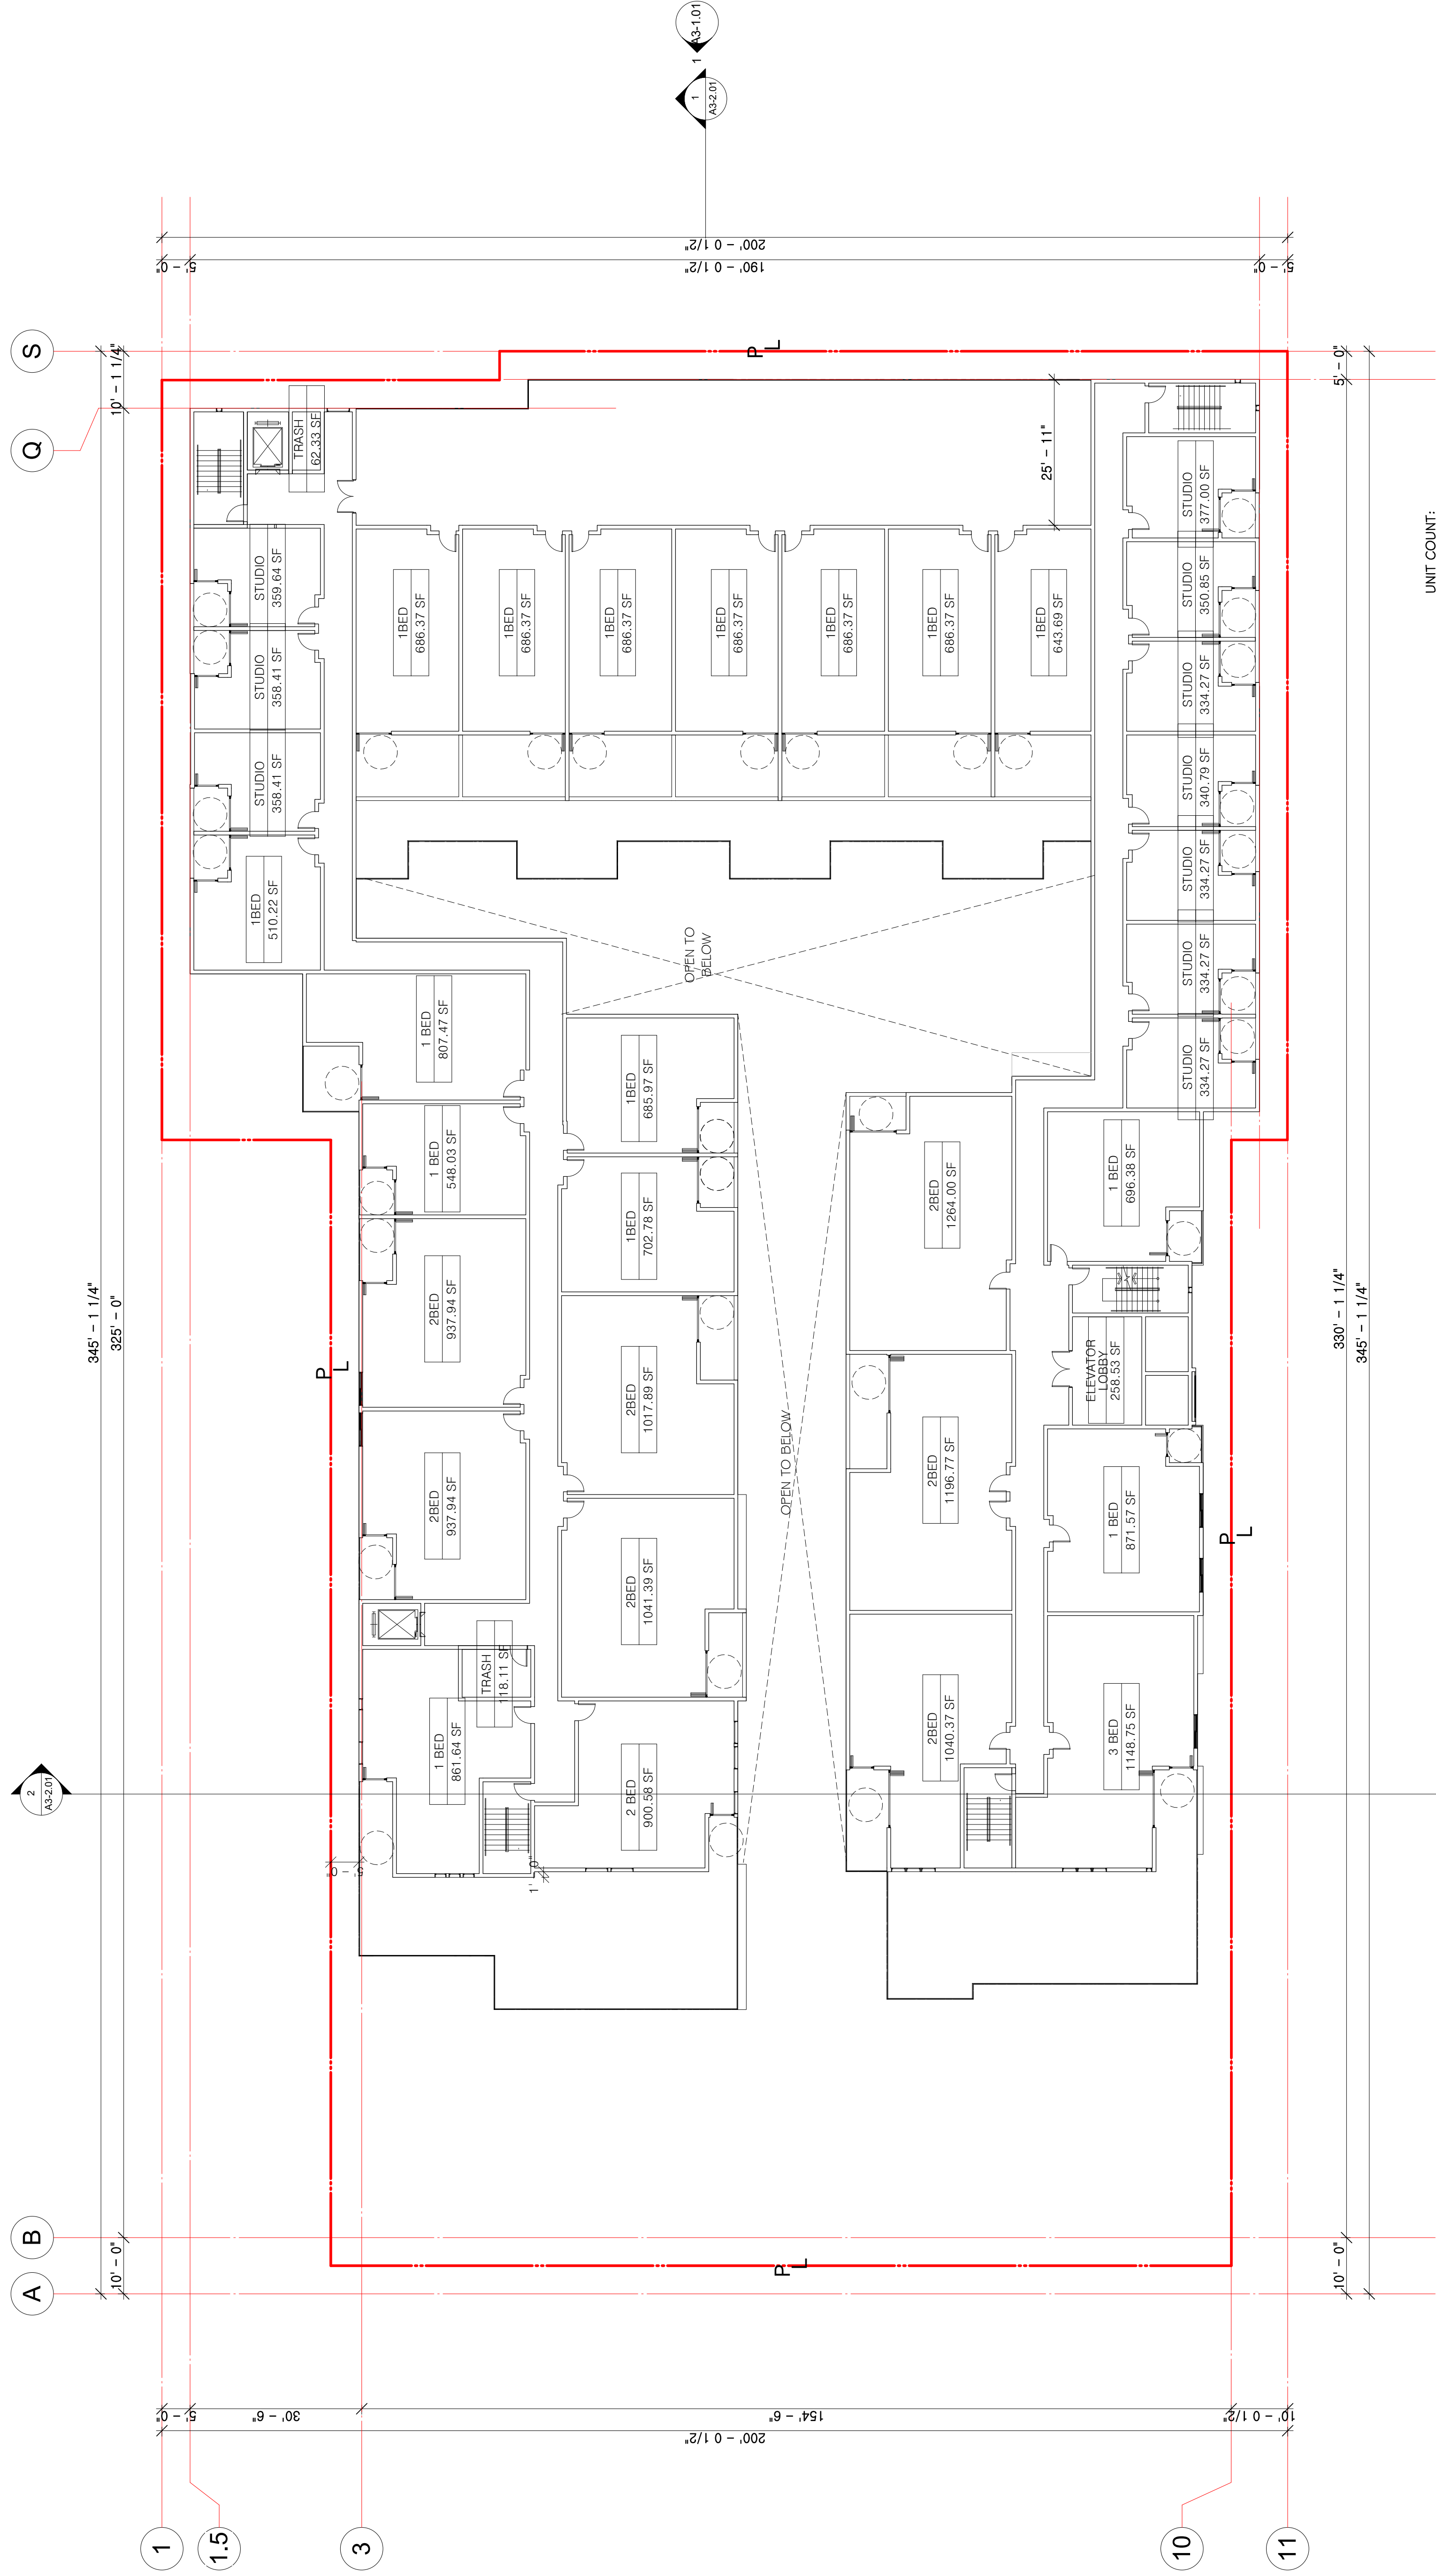 1
A3-1.01
1
A3-2.01
200' - 0 1/2"
5' - 0"
190' - 0 1/2"
5' - 0"
S
Q
10' - 1 1/4"
5' - 0"
P
L
TRASH
62.33 SF
25' - 11"
STUDIO
359.64 SF
STUDIO
358.41 SF
STUDIO
358.41 SF
1BED
510.22 SF
1BED
686.37 SF
1BED
686.37 SF
1BED
686.37 SF
1BED
686.37 SF
1BED
686.37 SF
1BED
686.37 SF
1BED
643.69 SF
STUDIO
377.00 SF
STUDIO
350.85 SF
STUDIO
334.27 SF
STUDIO
340.79 SF
STUDIO
334.27 SF
STUDIO
334.27 SF
STUDIO
334.27 SF
UNIT COUNT:
OPEN TO
BELOW
1 BED
807.47 SF
1 BED
548.03 SF
2BED
937.94 SF
2BED
937.94 SF
1BED
685.97 SF
1BED
702.78 SF
2BED
1017.89 SF
2BED
1041.39 SF
2BED
1264.00 SF
2BED
1196.77 SF
2BED
1040.37 SF
1 BED
696.38 SF
ELEVATOR
LOBBY
258.53 SF
1 BED
871.57 SF
3 BED
1148.75 SF
OPEN TO BELOW
345' - 1 1/4"
325' - 0"
330' - 1 1/4"
345' - 1 1/4"
P
L
P
L
TRASH
118.11 SF
1 BED
861.64 SF
2 BED
900.58 SF
2
A3-2.01
5' - 0"
1' 0"
B
A
10' - 0"
10' - 0"
P
L
5' - 0"
30' - 6"
154' - 6"
10' - 0 1/2"
200' - 0 1/2"
1
1.5
3
10
11